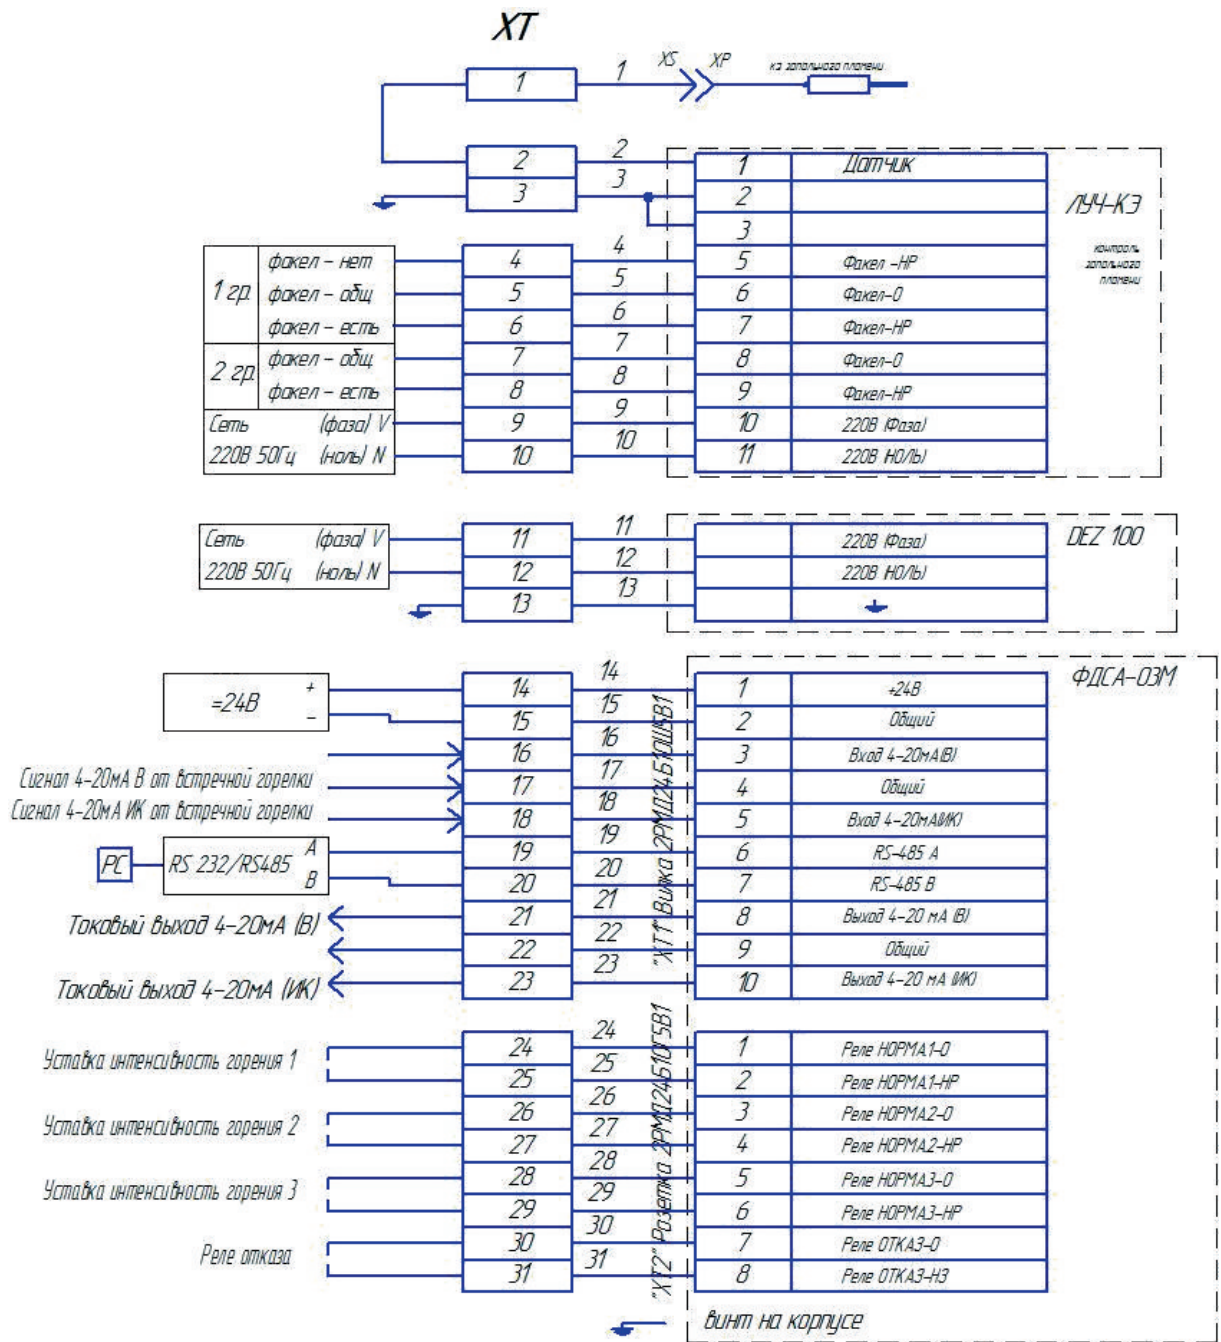 XT
1 1 XS XP кэ запального пламени
2 2 1 Датчик
3 3 2
3
ЛУЧ-КЭ
контроль
запального
пламени
1 гр.
факел - нет 4 4 5 Факел -НР
факел - общ 5 5 6 Факел-О
факел - есть 6 6 7 Факел-НР
2 гр.
факел - общ 7 7 8 Факел-О
факел - есть 8 8 9 Факел-НР
Сеть (фаза) V 9 9 10 220В (Фаза)
220В 50Гц (ноль) N 10 10 11 220В (НОЛЬ)
DEZ 100
Сеть (фаза) V 11 11 220В (Фаза)
220В 50Гц (ноль) N 12 12 220В (НОЛЬ)
13 13
ФДСА-03М
"XT1" Вилка 2РМД24Б10Ш5В1
=24В
+ 14 14 1 +24В
- 15 15 2 Общий
16 16 3 Вход 4-20мА(В)
Сигнал 4-20мА В от встречной горелки 17 17 4 Общий
Сигнал 4-20мА ИК от встречной горелки 18 18 5 Вход 4-20мА(ИК)
PC RS 232/RS485
A 19 19 6 RS-485 A
B 20 20 7 RS-485 B
Токовый выход 4-20мА (В) 21 21 8 Выход 4-20 мА (В)
22 22 9 Общий
Токовый выход 4-20мА (ИК) 23 23 10 Выход 4-20 мА (ИК)
"XT2" Розетка 2РМД24Б10Г5В1
Уставка интенсивность горения 1
24 24 1 Реле НОРМА1-О
25 25 2 Реле НОРМА1-НР
Уставка интенсивность горения 2
26 26 3 Реле НОРМА2-О
27 27 4 Реле НОРМА2-НР
Уставка интенсивность горения 3
28 28 5 Реле НОРМА3-О
29 29 6 Реле НОРМА3-НР
Реле отказа
30 30 7 Реле ОТКАЗ-О
31 31 8 Реле ОТКАЗ-НЗ
винт на корпусе